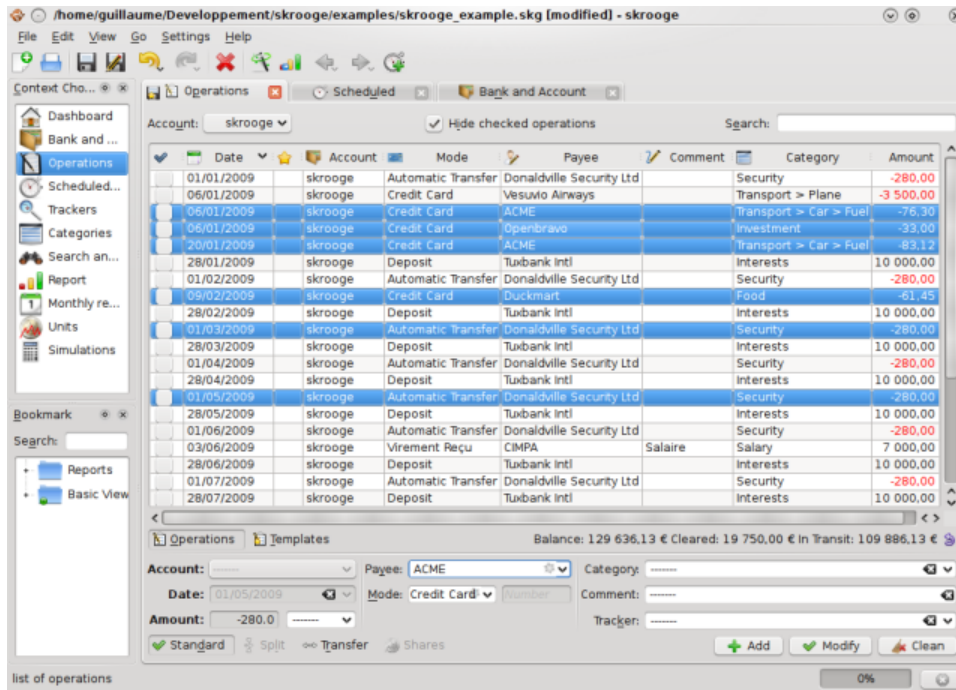 /home/guillaume/Developpement/skrooge/examples/skrooge_example.skg [modified] - skrooge
File Edit View Go Settings Help
Context Cho...
Dashboard
Bank and ...
Operations
Scheduled...
Trackers
Categories
Search an...
Report
Monthly re...
Units
Simulations
Bookmark
Search:
Reports
Basic View
Operations Scheduled Bank and Account
Account: skrooge Hide checked operations Search:
Date Account Mode Payee Comment Category Amount
01/01/2009 skrooge Automatic Transfer Donaldville Security Ltd Security -280,00
06/01/2009 skrooge Credit Card Vesuvio Airways Transport > Plane -3 500,00
06/01/2009 skrooge Credit Card ACME Transport > Car > Fuel -76,30
06/01/2009 skrooge Credit Card Openbravo Investment -33,00
20/01/2009 skrooge Credit Card ACME Transport > Car > Fuel -83,12
28/01/2009 skrooge Deposit Tuxbank Intl Interests 10 000,00
01/02/2009 skrooge Automatic Transfer Donaldville Security Ltd Security -280,00
09/02/2009 skrooge Credit Card Duckmart Food -61,45
28/02/2009 skrooge Deposit Tuxbank Intl Interests 10 000,00
01/03/2009 skrooge Automatic Transfer Donaldville Security Ltd Security -280,00
28/03/2009 skrooge Deposit Tuxbank Intl Interests 10 000,00
01/04/2009 skrooge Automatic Transfer Donaldville Security Ltd Security -280,00
28/04/2009 skrooge Deposit Tuxbank Intl Interests 10 000,00
01/05/2009 skrooge Automatic Transfer Donaldville Security Ltd Security -280,00
28/05/2009 skrooge Deposit Tuxbank Intl Interests 10 000,00
01/06/2009 skrooge Automatic Transfer Donaldville Security Ltd Security -280,00
03/06/2009 skrooge Virement Reçu CIMPA Salaire Salary 7 000,00
28/06/2009 skrooge Deposit Tuxbank Intl Interests 10 000,00
01/07/2009 skrooge Automatic Transfer Donaldville Security Ltd Security -280,00
28/07/2009 skrooge Deposit Tuxbank Intl Interests 10 000,00
Operations Templates Balance: 129 636,13 € Cleared: 19 750,00 € In Transit: 109 886,13 €
Account: ------- Payee: ACME Category: -------
Date: 01/05/2009 Mode: Credit Card Number Comment: -------
Amount: -280.0 ------- Tracker: -------
Standard Split Transfer Shares Add Modify Clean
list of operations 0%